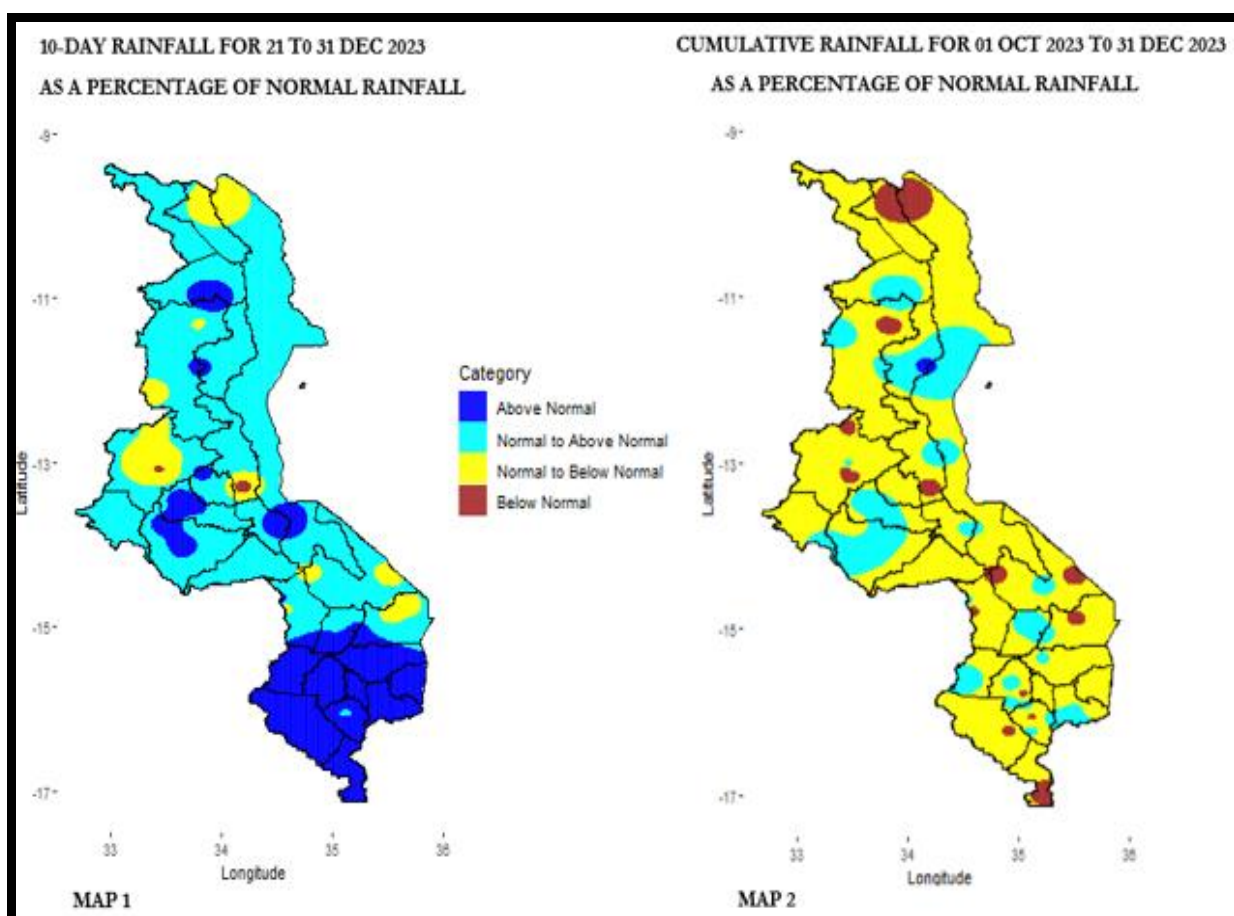 10-DAY RAINFALL FOR 21 T0 31 DEC 2023
AS A PERCENTAGE OF NORMAL RAINFALL
-9
-11
-13
-15
-17
Latitude
33
34
35
36
Longitude
MAP 1
Category
Above Normal
Normal to Above Normal
Normal to Below Normal
Below Normal
CUMULATIVE RAINFALL FOR 01 OCT 2023 T0 31 DEC 2023
AS A PERCENTAGE OF NORMAL RAINFALL
-9
-11
-13
-15
-17
Latitude
33
34
35
36
Longitude
MAP 2